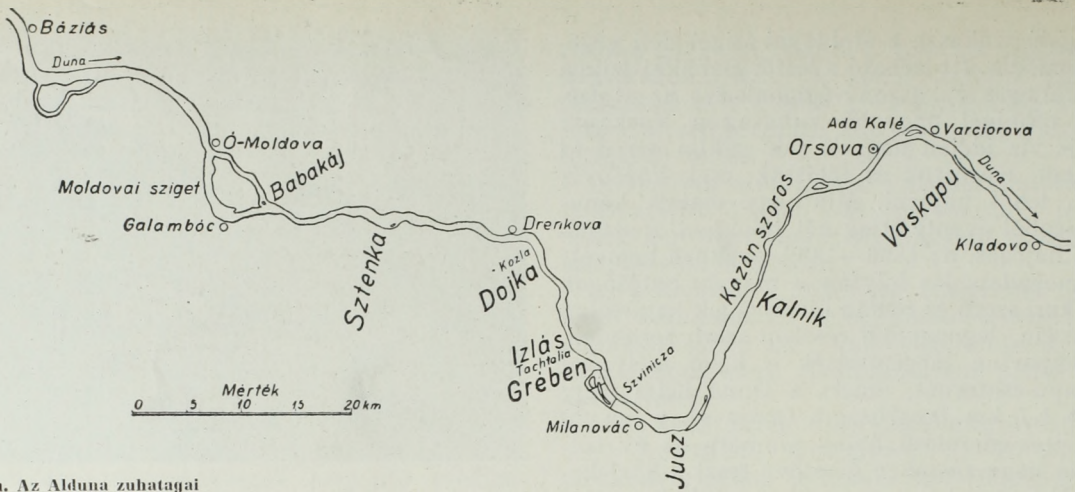 Báziás
Duna
Ó-Moldova
Moldovai sziget
Babakáj
Galambóc
Sztenka
Drenkova
- Kozla
Dojka
Izlás
Tachtalia
Grében
Szvinicza
Milanovác
Jucz
Kazán szoros
Kalnik
Orsova
Ada Kalé
Varciorova
Duna
Vaskapu
Kladovo
Mérték
0 5 10 15 20 km
Az Alduna zuhatagai